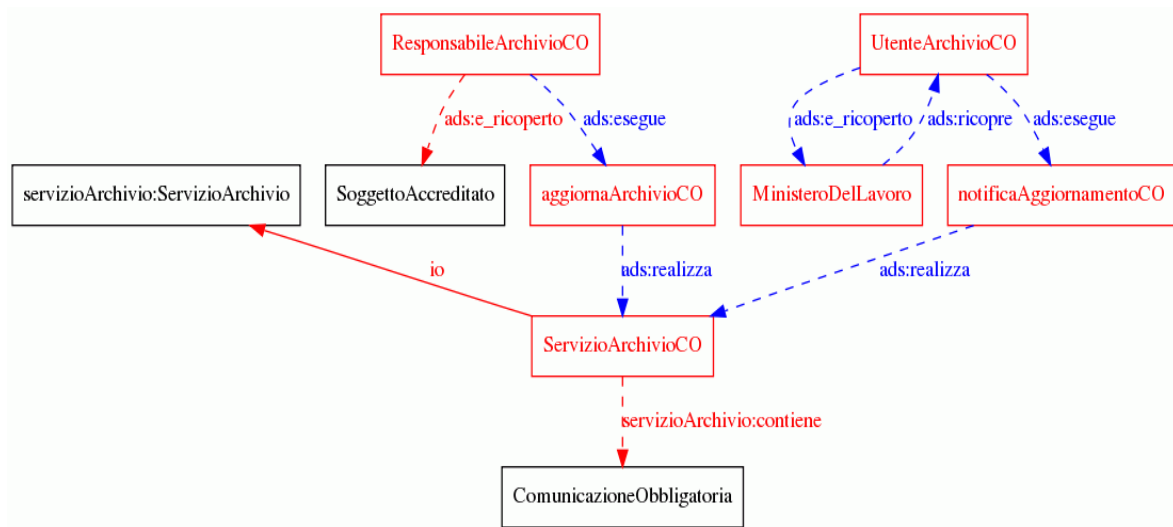 ResponsabileArchivioCO
UtenteArchivioCO
ads:e_ricoperto
ads:esegue
ads:e_ricoperto
ads:ricopre
ads:esegue
servizioArchivio:ServizioArchivio
SoggettoAccreditato
aggiornaArchivioCO
MinisteroDelLavoro
notificaAggiornamentoCO
io
ads:realizza
ads:realizza
ServizioArchivioCO
servizioArchivio:contiene
ComunicazioneObbligatoria